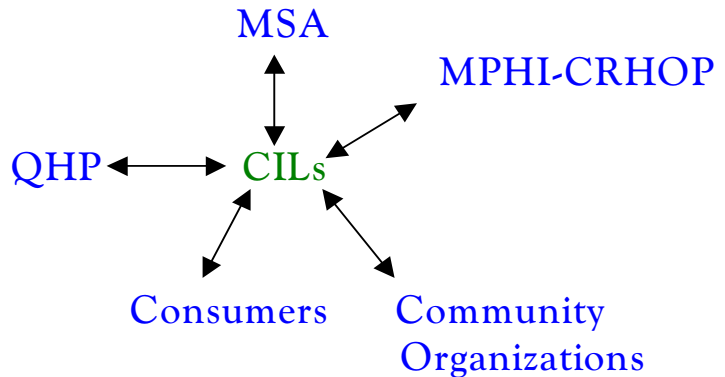 MSA
MPHI-CRHOP
QHP
CILs
Consumers
Community
Organizations